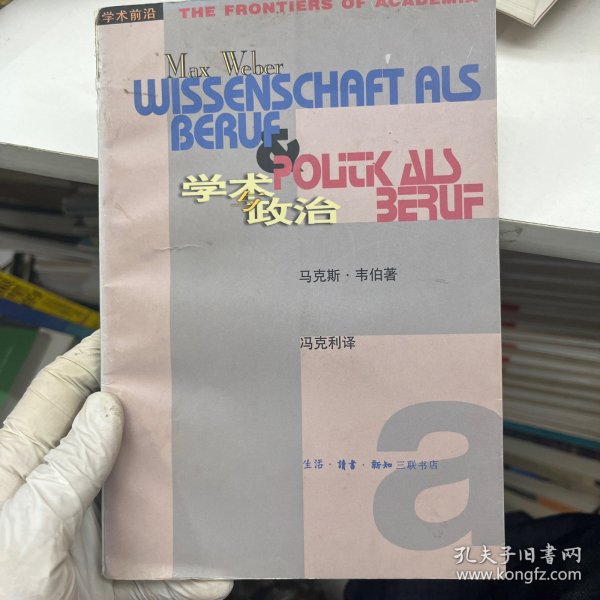 学术前沿
THE FRONTIERS OF ACADEMIA
Max Weber
WISSENSCHAFT ALS
BERUF
&
POLITIK ALS
BERUF
学术与政治
马克斯·韦伯著
冯克利译
生活·讀書·新知三联书店
a
孔夫子旧书网
www.kongfz.com